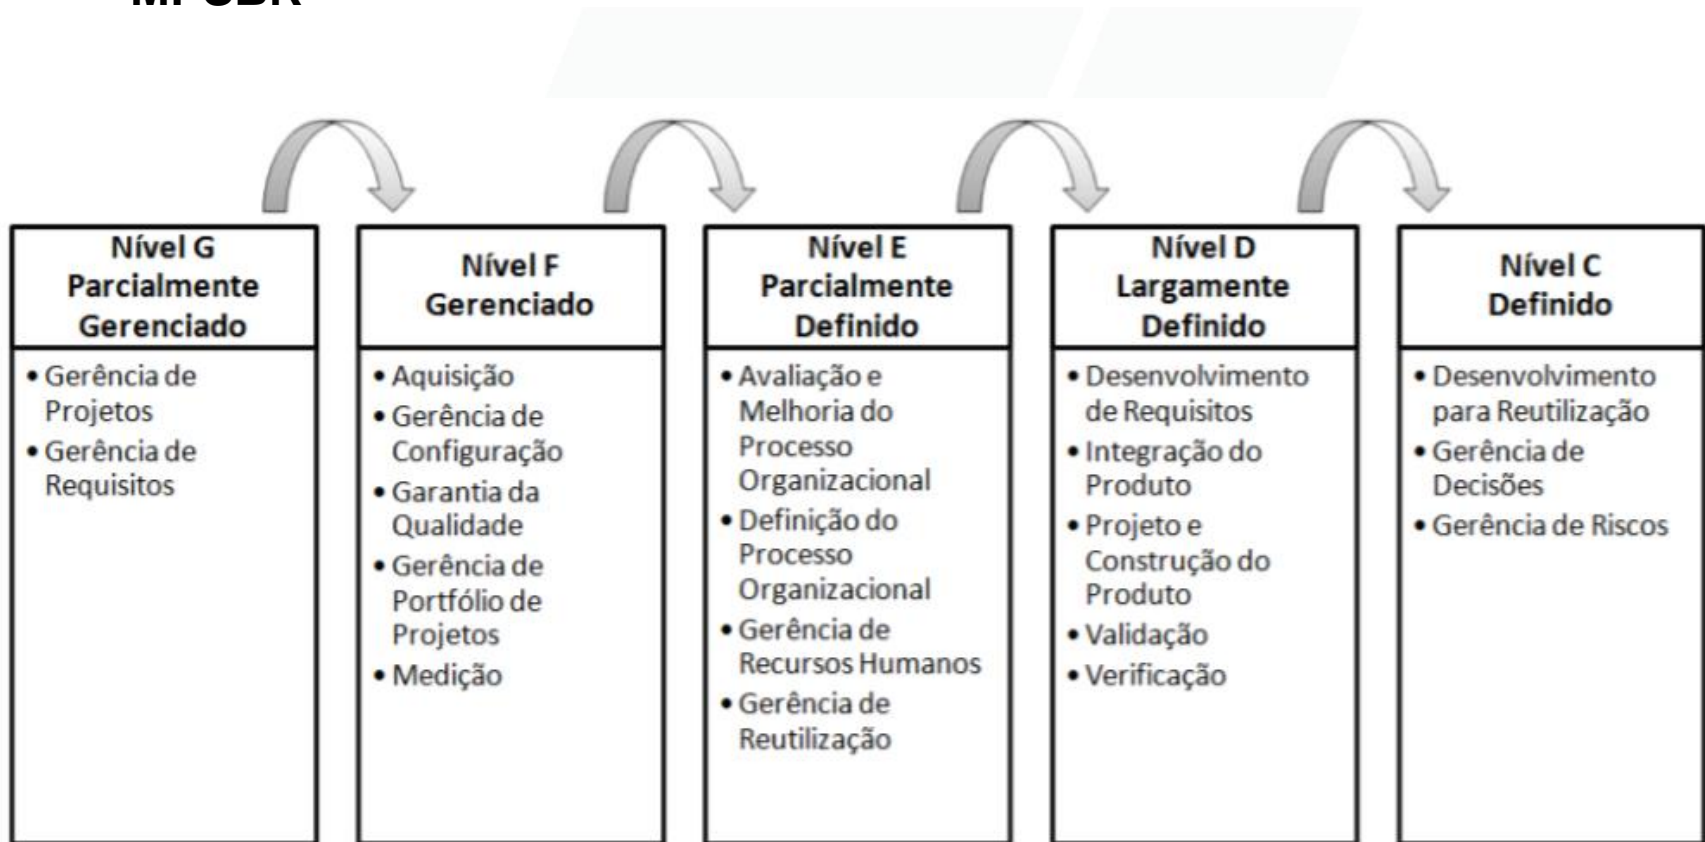 Nível G
Parcialmente
Gerenciado
• Gerência de
Projetos
• Gerência de
Requisitos
Nível F
Gerenciado
• Aquisição
• Gerência de
Configuração
• Garantia da
Qualidade
• Gerência de
Portfólio de
Projetos
• Medição
Nível E
Parcialmente
Definido
• Avaliação e
Melhoria do
Processo
Organizacional
• Definição do
Processo
Organizacional
• Gerência de
Recursos Humanos
• Gerência de
Reutilização
Nível D
Largamente
Definido
• Desenvolvimento
de Requisitos
• Integração do
Produto
• Projeto e
Construção do
Produto
• Validação
• Verificação
Nível C
Definido
• Desenvolvimento
para Reutilização
• Gerência de
Decisões
• Gerência de Riscos